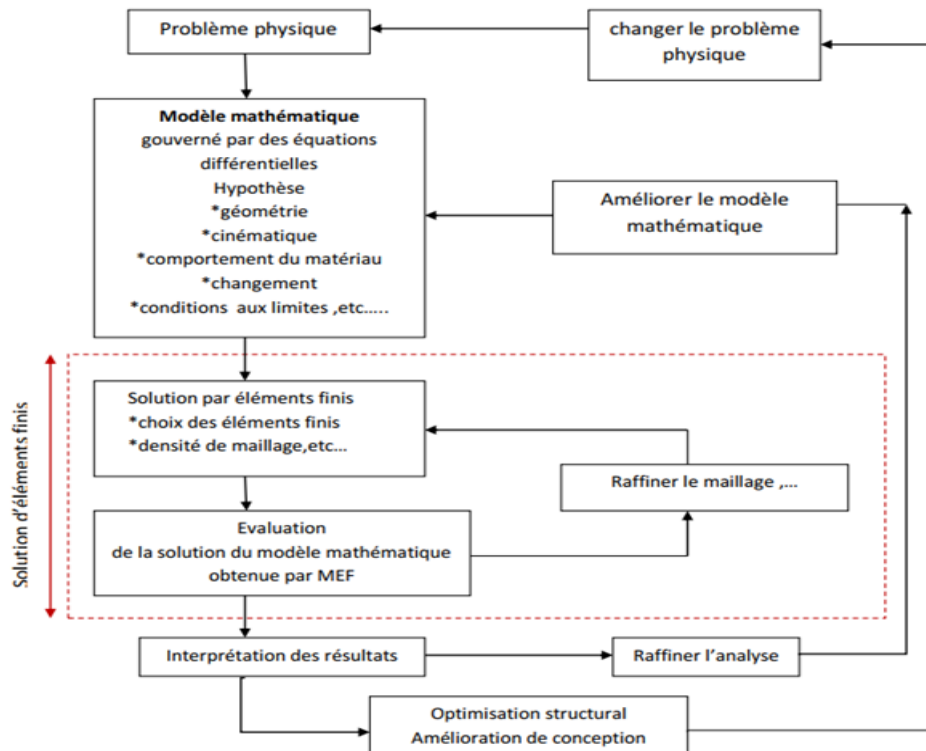 Problème physique
changer le problème
physique
Modèle mathématique
gouverné par des équations
différentielles
Hypothèse
*géométrie
*cinématique
*comportement du matériau
*changement
*conditions aux limites ,etc…..
Améliorer le modèle
mathématique
Solution d'éléments finis
Solution par éléments finis
*choix des éléments finis
*densité de maillage,etc…
Raffiner le maillage ,…
Evaluation
de la solution du modèle mathématique
obtenue par MEF
Interprétation des résultats
Raffiner l'analyse
Optimisation structural
Amélioration de conception